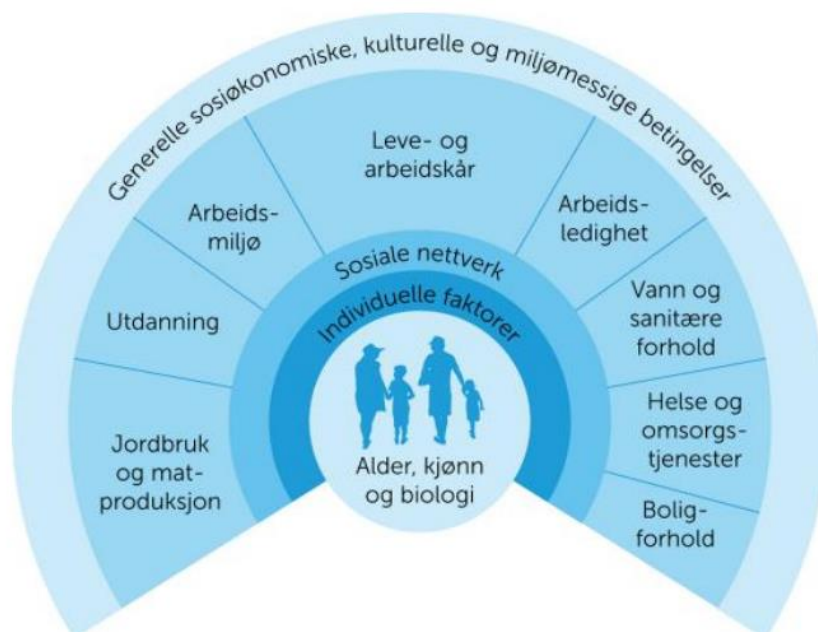 Generelle sosiøkonomiske, kulturelle og miljømessige betingelser
Leve- og
arbeidskår
Arbeids-
miljø
Arbeids-
ledighet
Utdanning
Vann og
sanitære
forhold
Jordbruk
og mat-
produksjon
Helse og
omsorgs-
tjenester
Bolig-
forhold
Sosiale nettverk
Individuelle faktorer
Alder, kjønn
og biologi